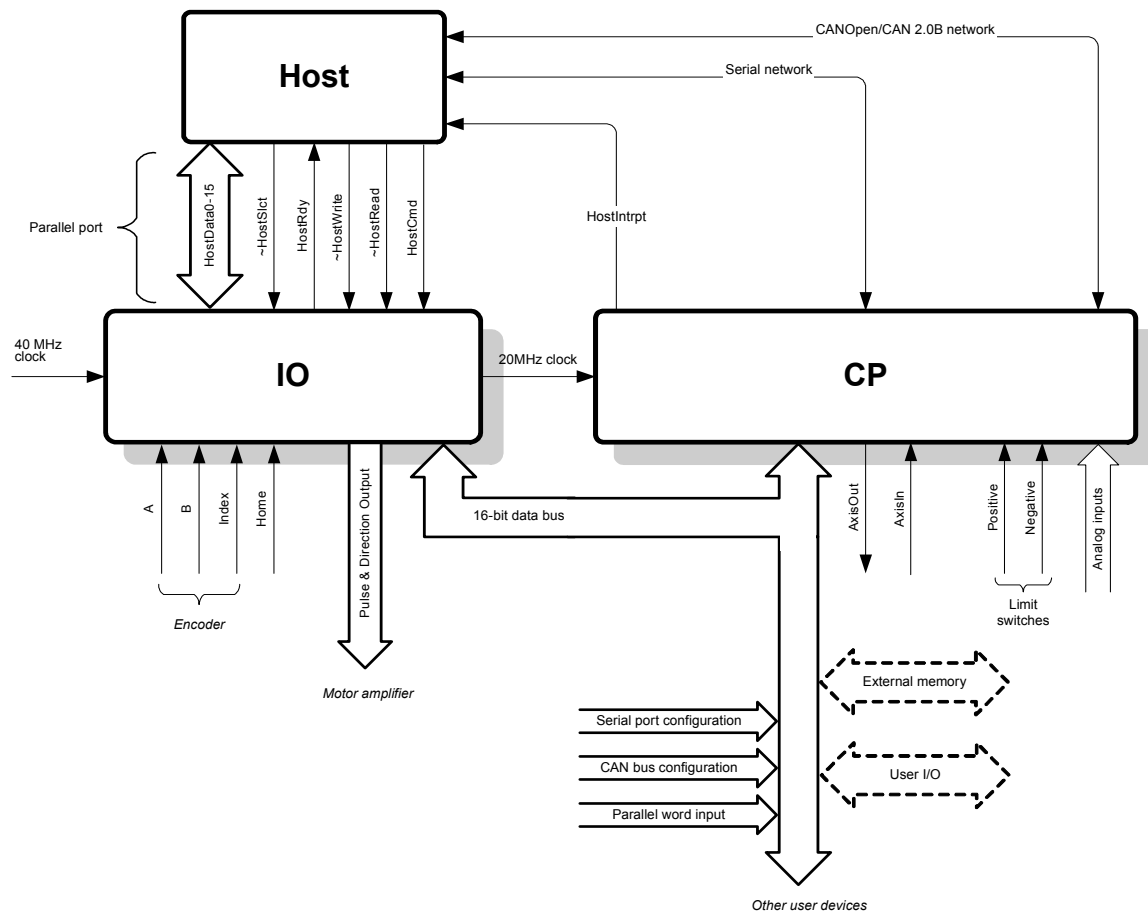 CANOpen/CAN 2.0B network
Host
Serial network
HostData0-15
~HostSlct
HostRdy
~HostWrite
~HostRead
HostCmd
HostIntrpt
Parallel port
40 MHz
clock
IO
20MHz clock
CP
A
B
Index
Home
Pulse & Direction Output
16-bit data bus
AxisOut
AxisIn
Positive
Negative
Analog inputs
Encoder
Limit
switches
Motor amplifier
External memory
Serial port configuration
CAN bus configuration
User I/O
Parallel word input
Other user devices